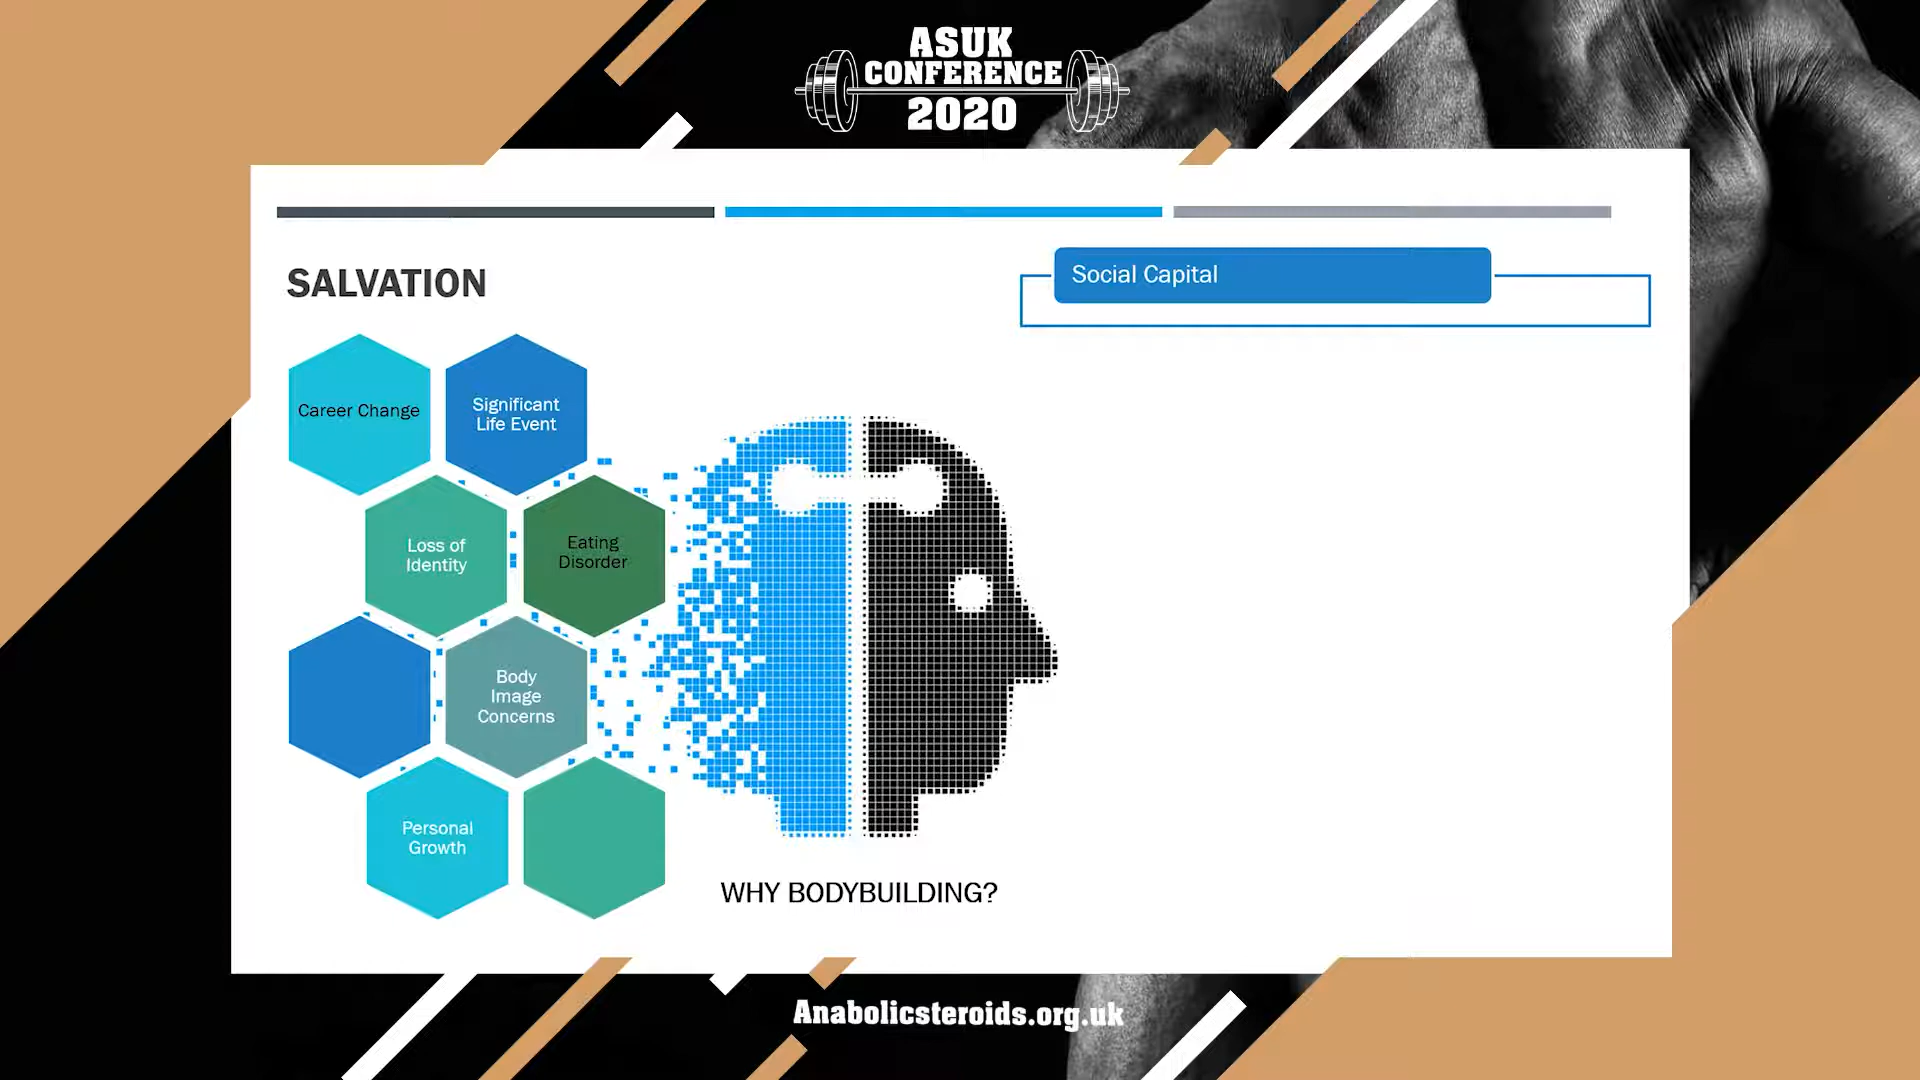 ASUK
CONFERENCE
2020
SALVATION
Social Capital
Career Change
Significant
Life Event
Loss of
Identity
Eating
Disorder
Body
Image
Concerns
Personal
Growth
WHY BODYBUILDING?
Anabolicsteroids.org.uk